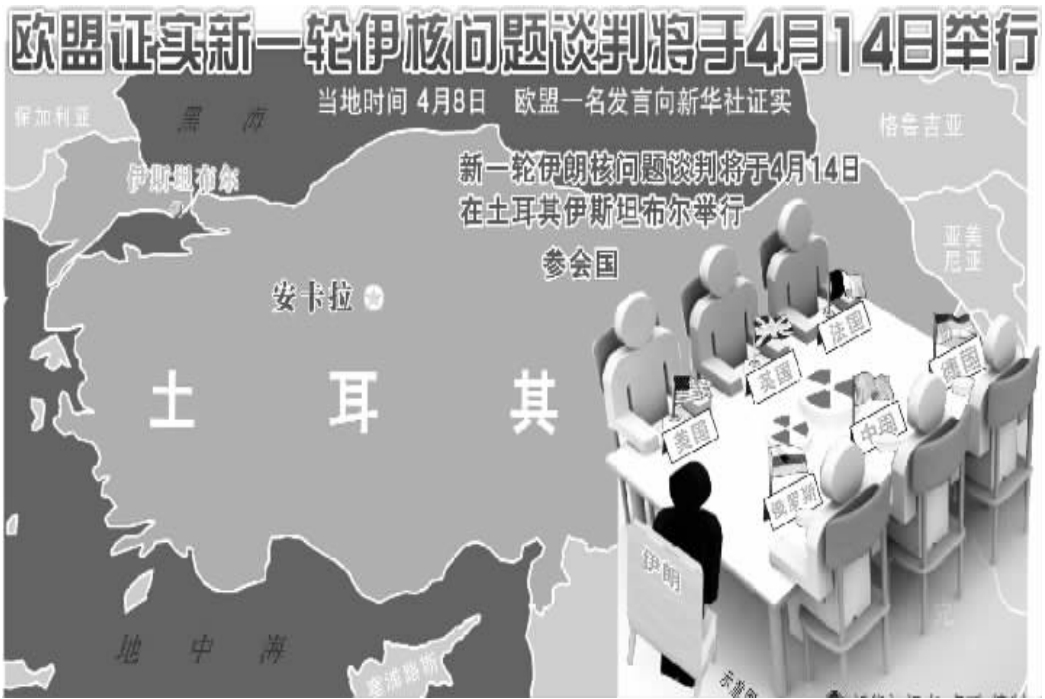 欧盟证实新一轮伊核问题谈判将于4月14日举行
当地时间 4月8日 欧盟一名发言向新华社证实
保加利亚
黑海
格鲁吉亚
伊斯坦布尔
新一轮伊朗核问题谈判将于4月14日
在土耳其伊斯坦布尔举行
参会国
亚美
尼亚
安卡拉
土耳其
法国
英国
德国
美国
中国
俄罗斯
伊朗
地中海
塞浦路斯
示意图